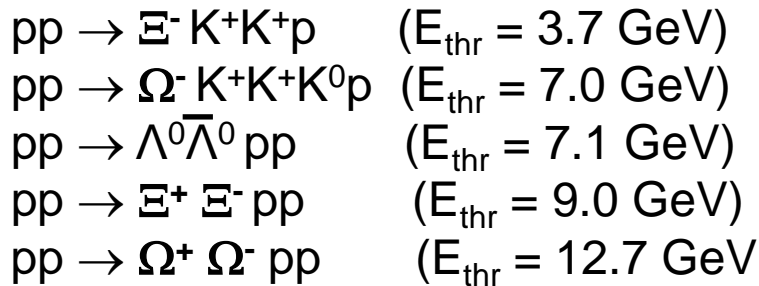 pp → Ξ⁻ K⁺K⁺p (E_thr = 3.7 GeV)
pp → Ω⁻ K⁺K⁺K⁰p (E_thr = 7.0 GeV)
pp → Λ⁰Λ̅⁰ pp (E_thr = 7.1 GeV)
pp → Ξ⁺ Ξ⁻ pp (E_thr = 9.0 GeV)
pp → Ω⁺ Ω⁻ pp (E_thr = 12.7 GeV